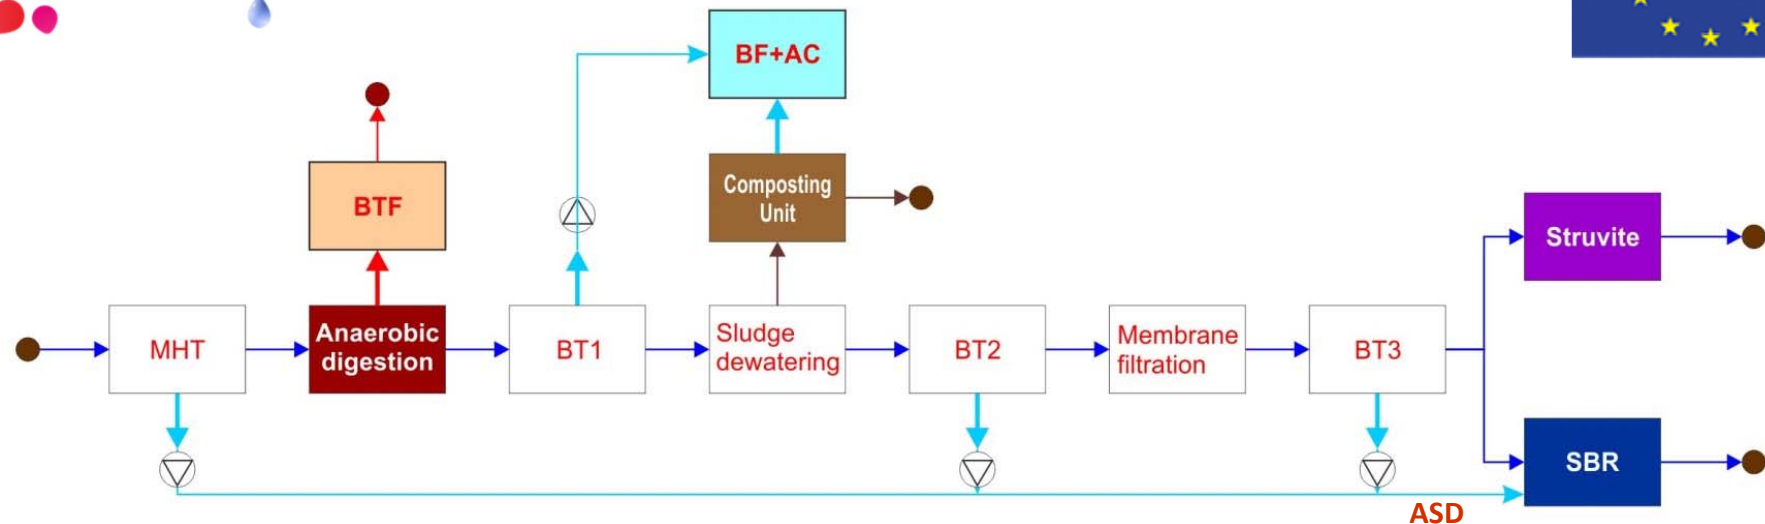 BF+AC
BTF
Composting
Unit
Struvite
MHT
Anaerobic
digestion
BT1
Sludge
dewatering
BT2
Membrane
filtration
BT3
SBR
ASD